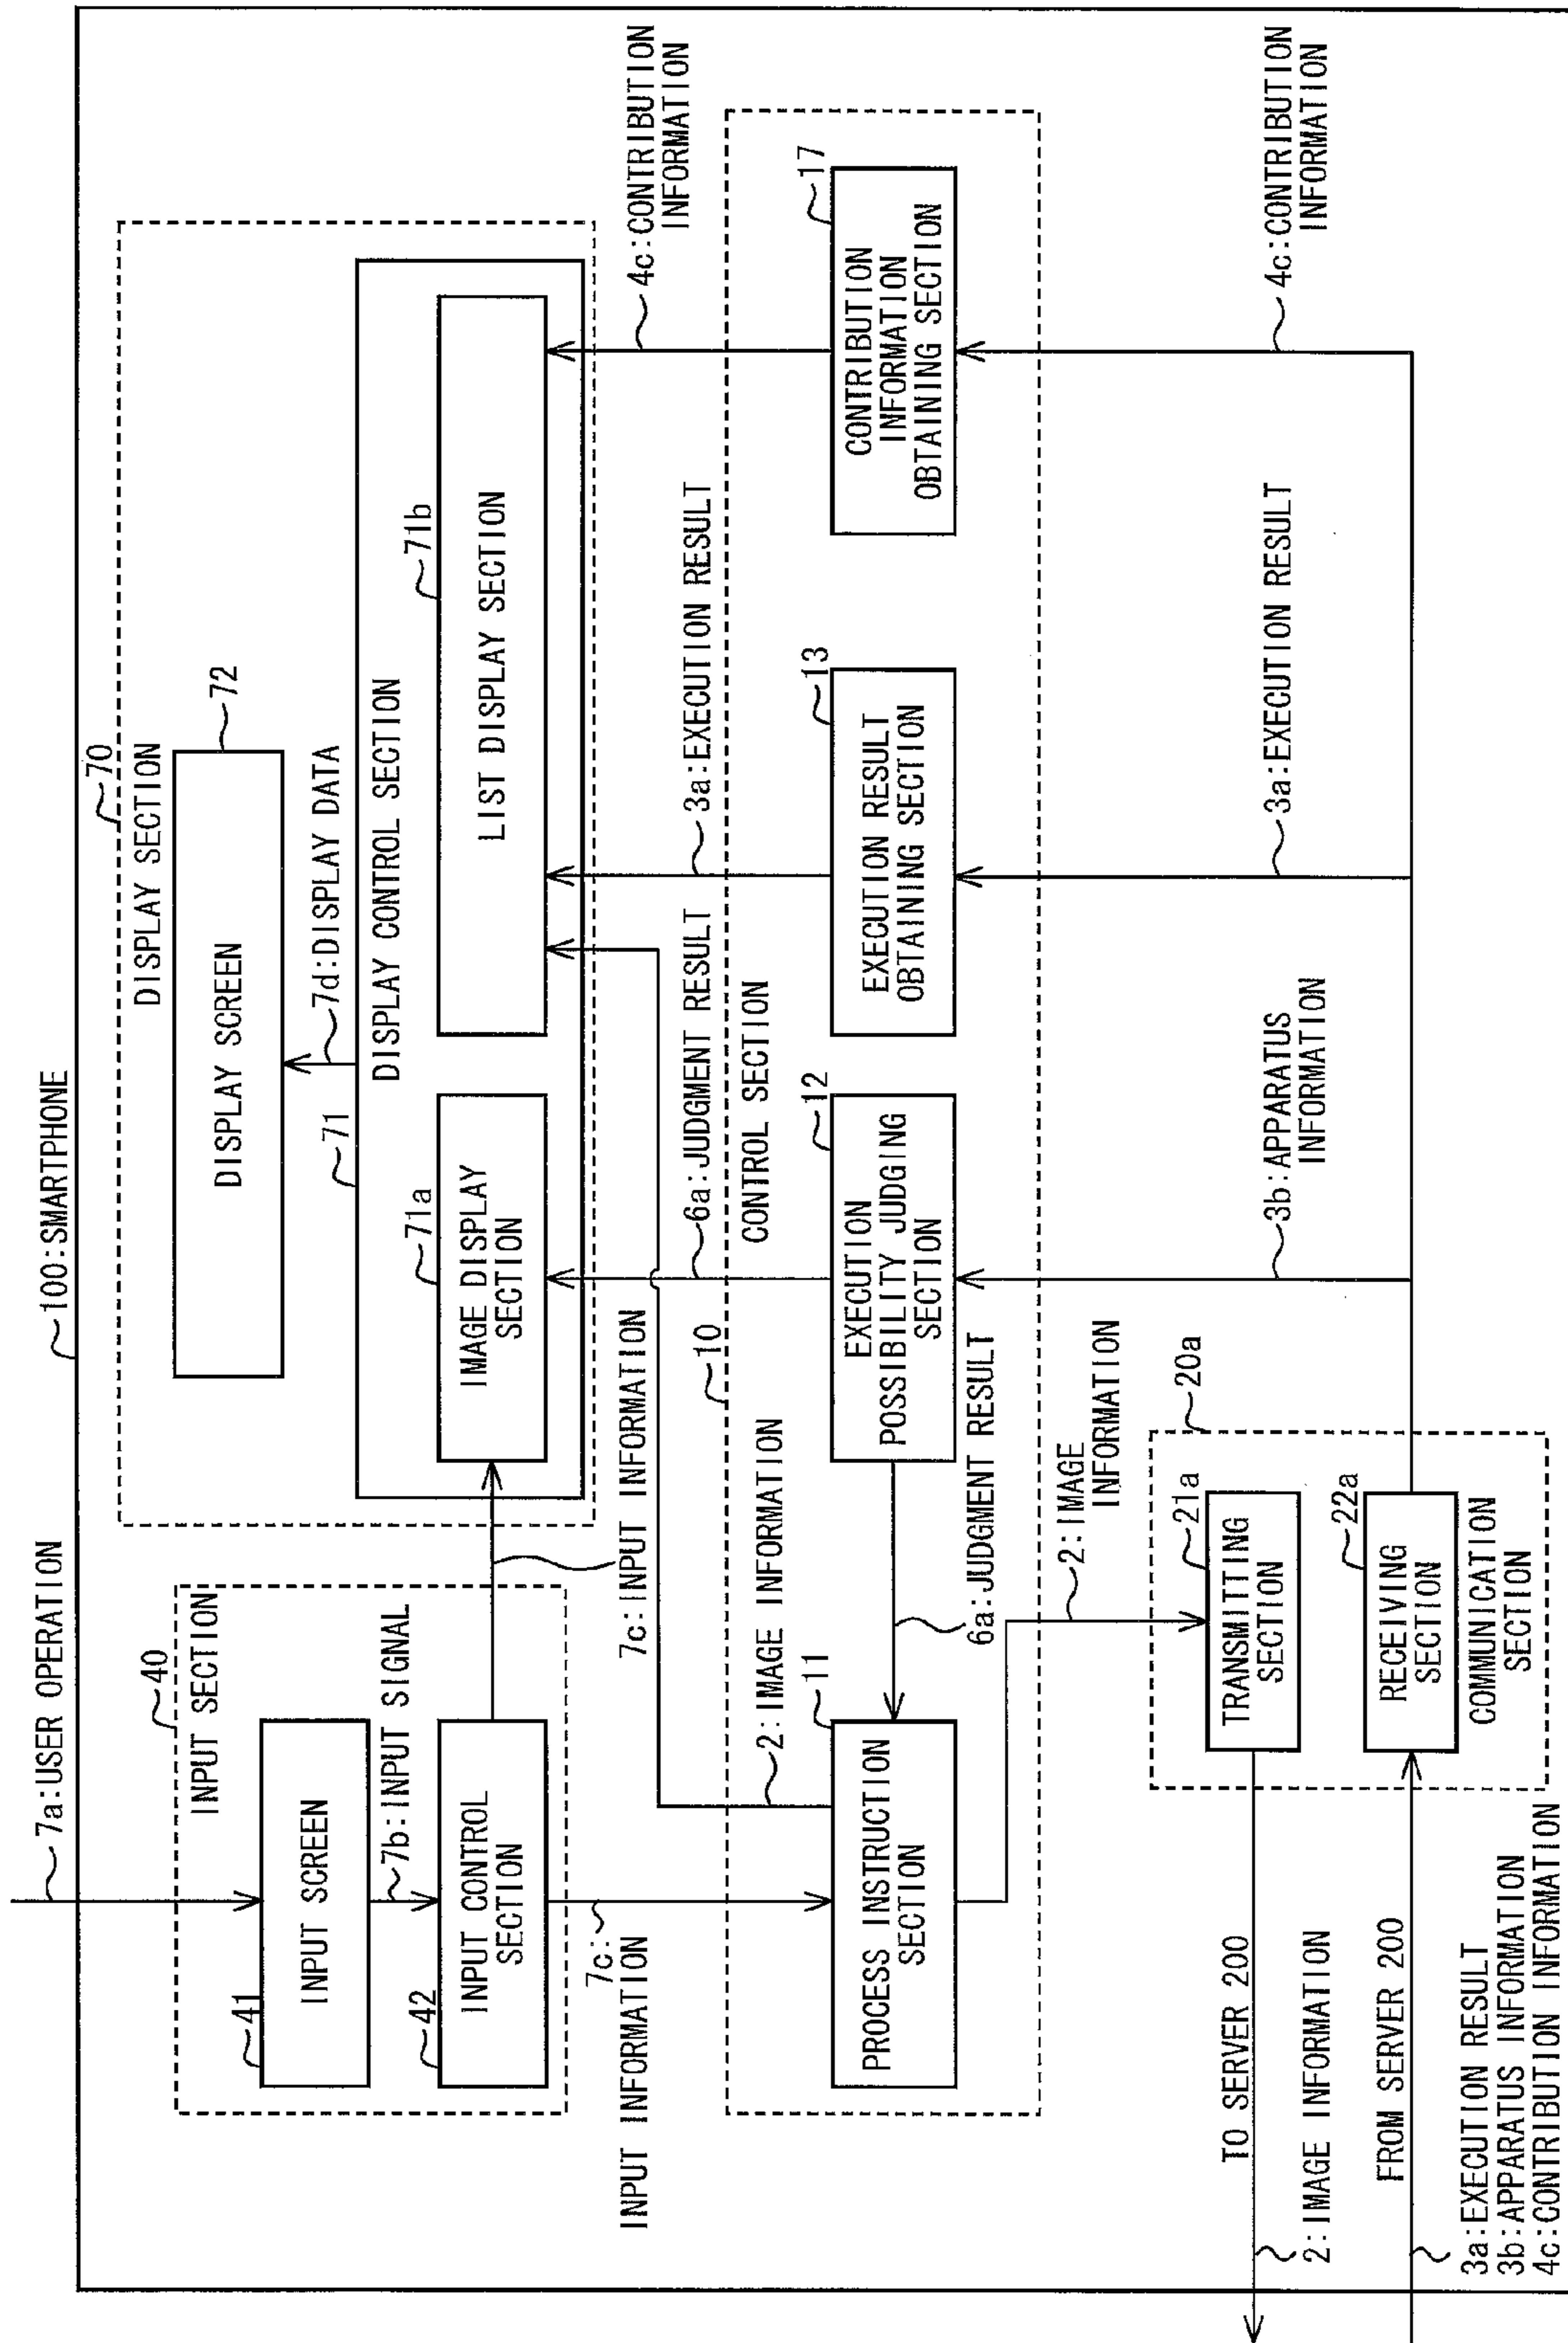 100:SMARTPHONE
7a:USER OPERATION
40
INPUT SECTION
41
INPUT SCREEN
7b:INPUT SIGNAL
42
INPUT CONTROL
SECTION
7c:
INPUT INFORMATION
7c:INPUT INFORMATION
70
DISPLAY SECTION
72
DISPLAY SCREEN
7d:DISPLAY DATA
71
DISPLAY CONTROL SECTION
71a
IMAGE DISPLAY
SECTION
71b
LIST DISPLAY SECTION
2:IMAGE INFORMATION
6a:JUDGMENT RESULT
3a:EXECUTION RESULT
4c:CONTRIBUTION
INFORMATION
10
CONTROL SECTION
11
PROCESS INSTRUCTION
SECTION
6a:JUDGMENT RESULT
12
EXECUTION
POSSIBILITY JUDGING
SECTION
13
EXECUTION RESULT
OBTAINING SECTION
17
CONTRIBUTION
INFORMATION
OBTAINING SECTION
2:IMAGE
INFORMATION
3b:APPARATUS
INFORMATION
3a:EXECUTION RESULT
4c:CONTRIBUTION
INFORMATION
20a
21a
TRANSMITTING
SECTION
22a
RECEIVING
SECTION
COMMUNICATION
SECTION
TO SERVER 200
2:IMAGE INFORMATION
FROM SERVER 200
3a:EXECUTION RESULT
3b:APPARATUS INFORMATION
4c:CONTRIBUTION INFORMATION